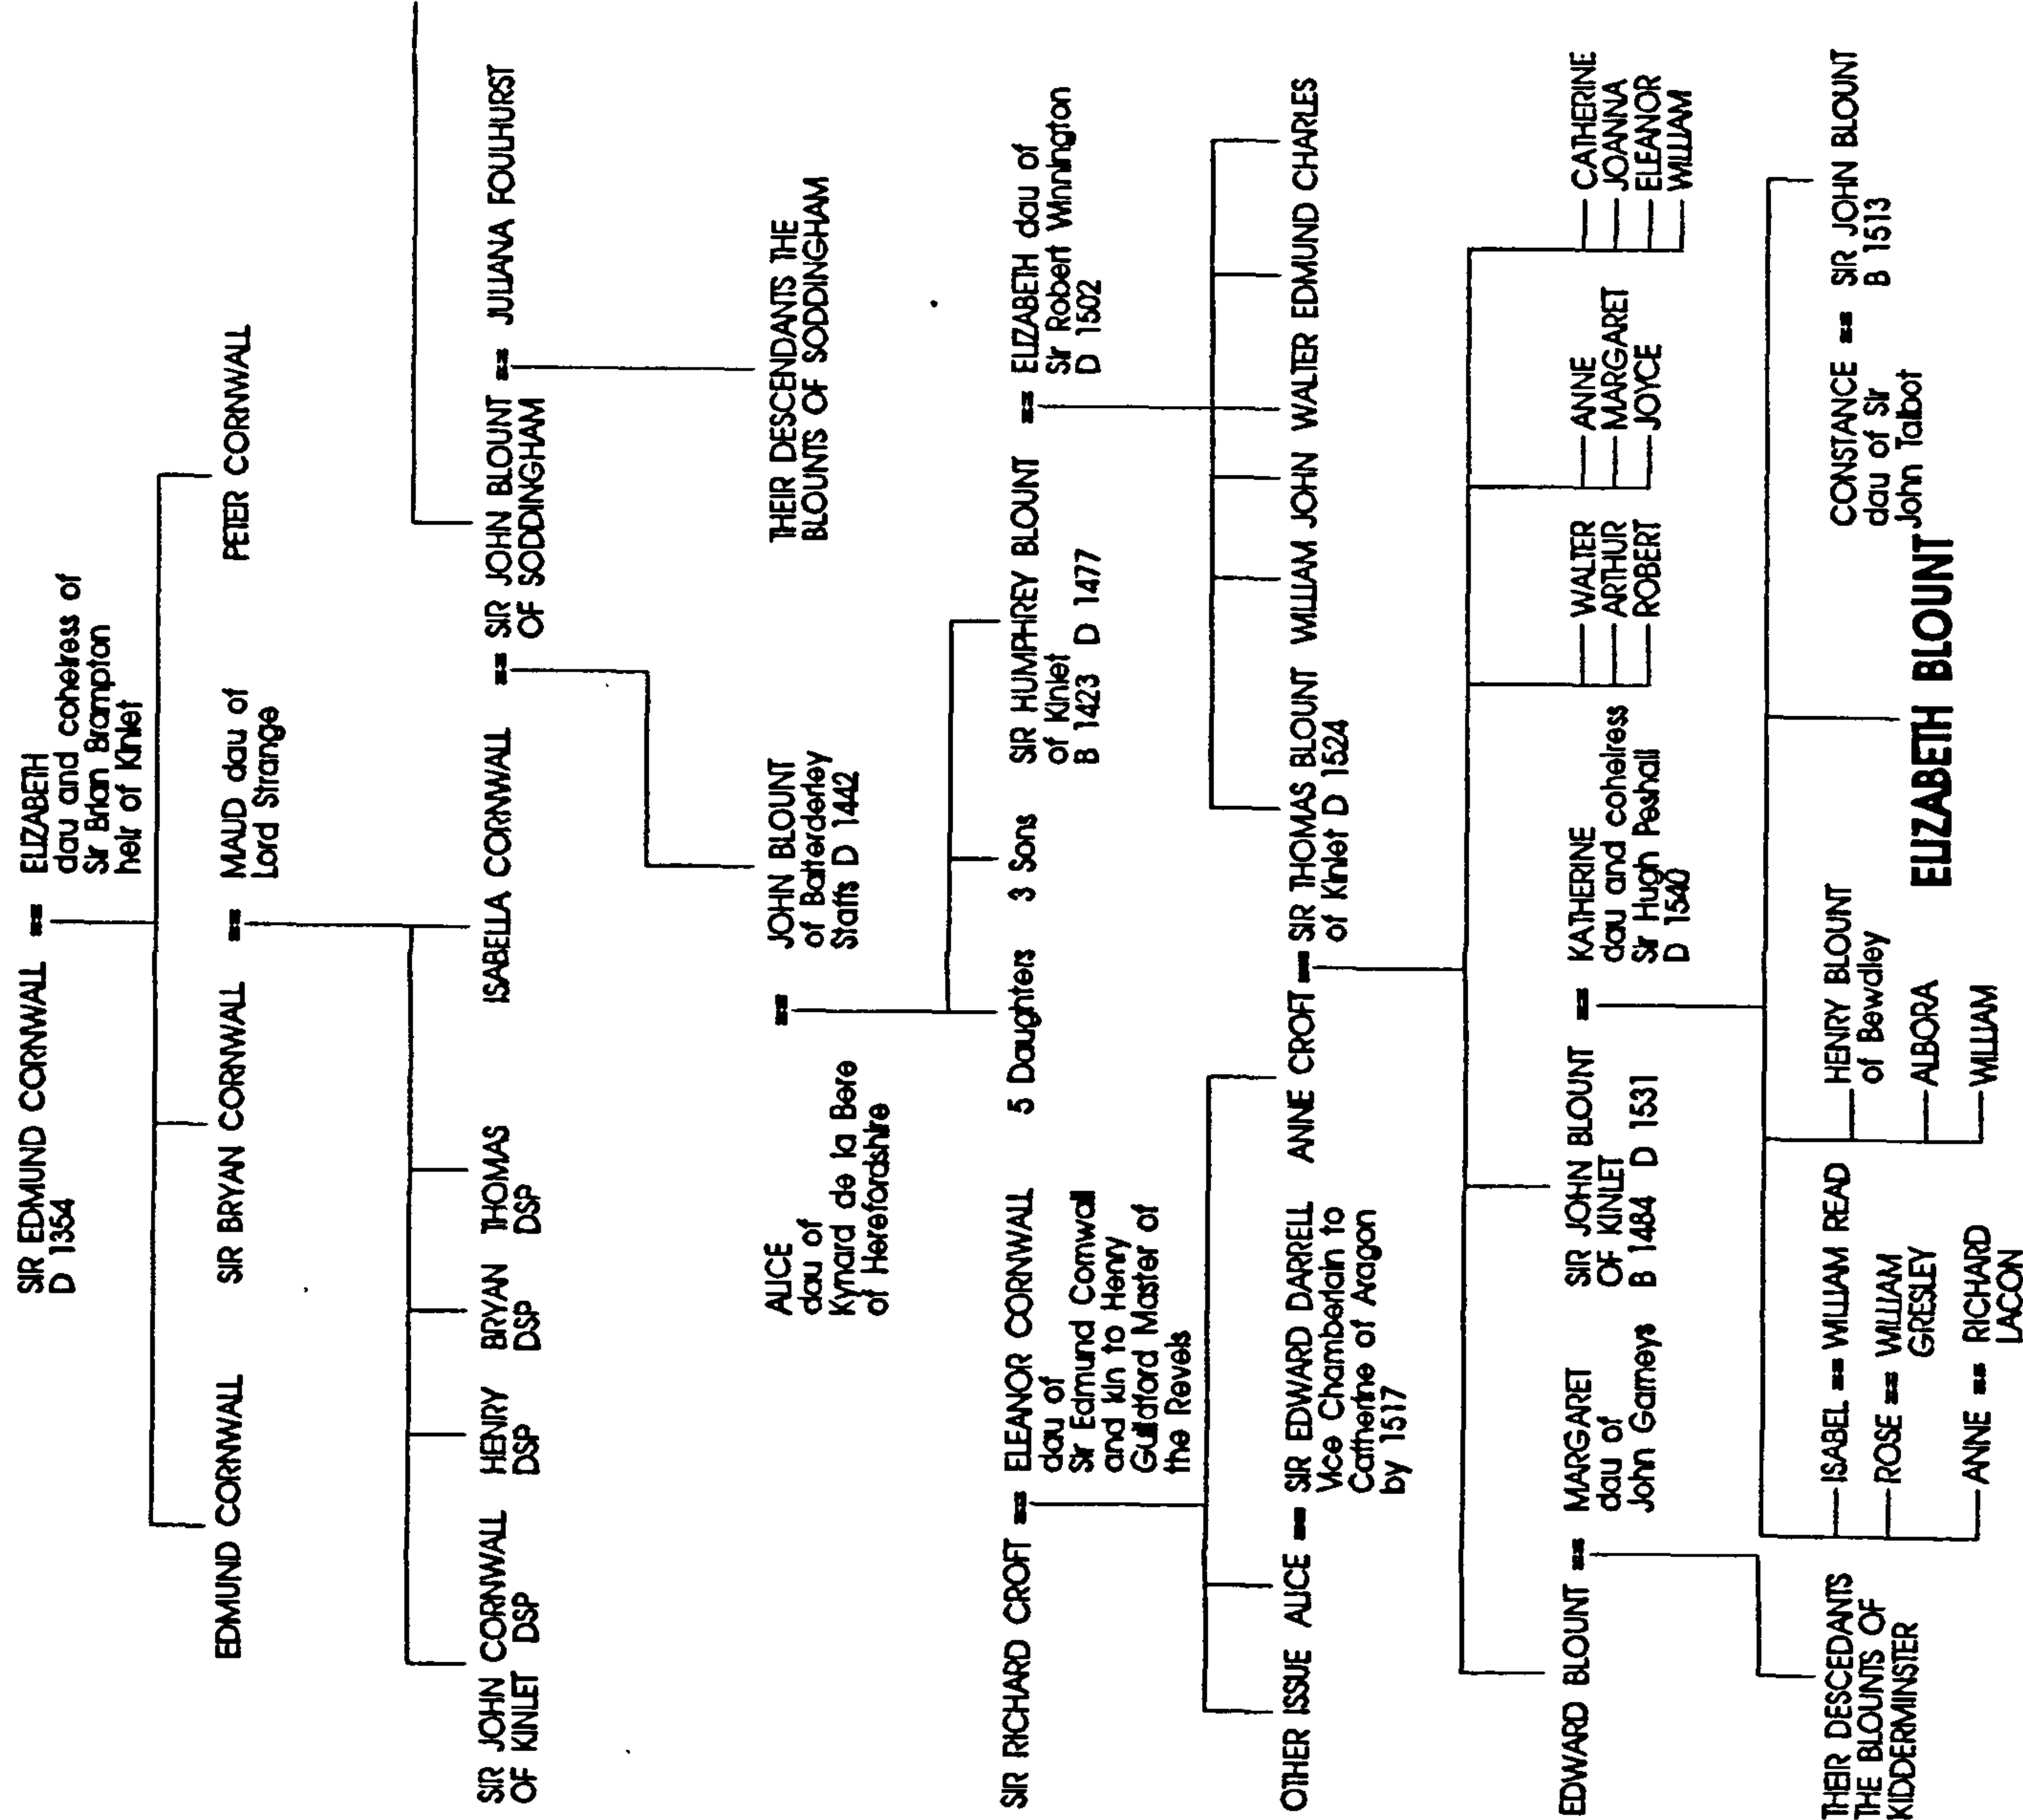 SIR EDMUND CORNWALL == ELIZABETH
D 1354
dau and coheiress of
Sir Brian Brampton
heir of Kinlet
EDMUND CORNWALL
SIR BRYAN CORNWALL == MAUD dau of
Lord Strange
PETER CORNWALL
SIR JOHN CORNWALL
OF KINLET DSP
HENRY
DSP
BRYAN
DSP
THOMAS
DSP
ISABELLA CORNWALL == SIR JOHN BLOUNT == JULIANA FOULHURST
OF SODDINGHAM
ALICE
dau of
Kynard de la Bere
of Herefordshire
==
JOHN BLOUNT
of Batterderley
Staffs D 1442
THEIR DESCENDANTS THE
BLOUNTS OF SODDINGHAM
SIR RICHARD CROFT == ELEANOR CORNWALL
dau of
Sir Edmund Cornwall
and kin to Henry
Guildford Master of
the Revels
5 Daughters
3 Sons
SIR HUMPHREY BLOUNT == ELIZABETH dau of
of Kinlet
B 1423 D 1477
Sir Robert Winnington
D 1502
OTHER ISSUE
ALICE == SIR EDWARD DARRELL
Vice Chamberlain to
Catherine of Aragon
by 1517
ANNE CROFT == SIR THOMAS BLOUNT
of Kinlet D 1524
WILLIAM JOHN WALTER EDMUND CHARLES
EDWARD BLOUNT == MARGARET
dau of
John Garneys
SIR JOHN BLOUNT ==
OF KINLET
B 1484 D 1531
KATHERINE
dau and coheiress
Sir Hugh Peshall
D 1540
WALTER
ARTHUR
ROBERT
ANNE
MARGARET
JOYCE
CATHERINE
JOANNA
ELEANOR
WILLIAM
THEIR DESCEDANTS
THE BLOUNTS OF
KIDDERMINSTER
ISABEL == WILLIAM READ
ROSE == WILLIAM
GRESLEY
ANNE == RICHARD
LACON
HENRY BLOUNT
of Bewdley
ALBORA
WILLIAM
ELIZABETH BLOUNT
CONSTANCE == SIR JOHN BLOUNT
dau of Sir
John Talbot
B 1513